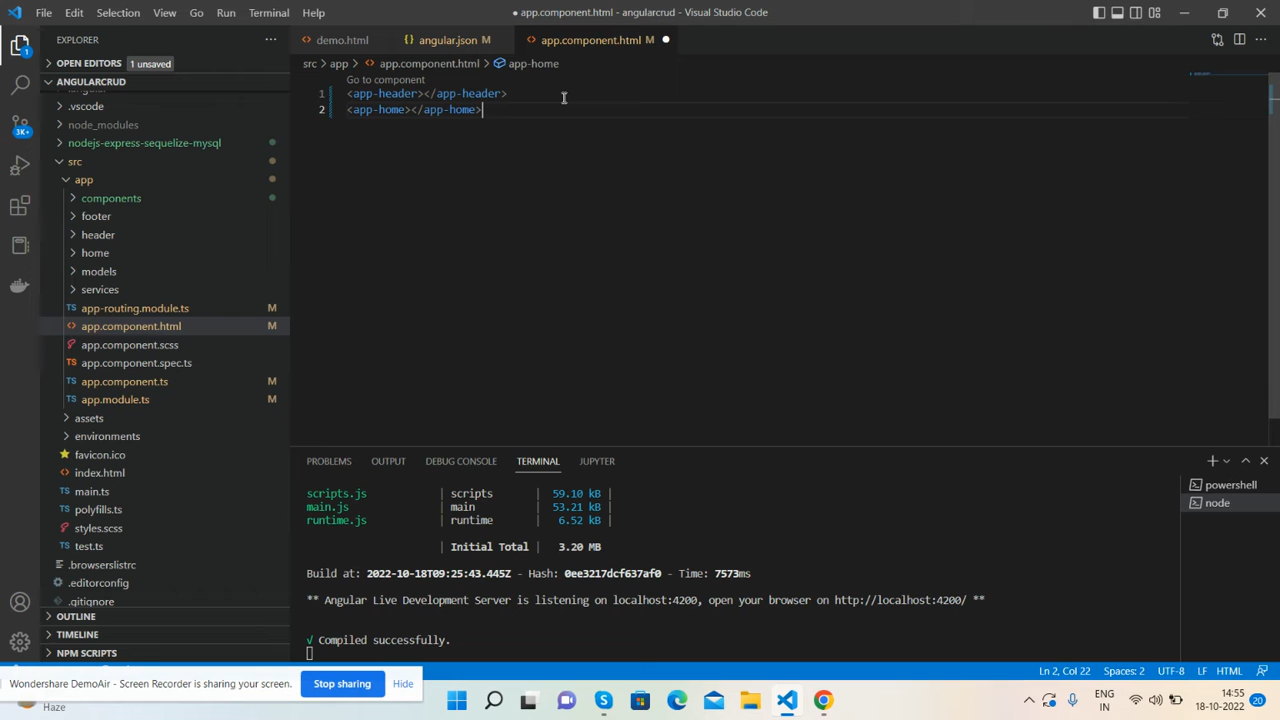 File Edit Selection View Go Run Terminal Help
● app.component.html - angularcrud - Visual Studio Code
EXPLORER
OPEN EDITORS 1 unsaved
ANGULARCRUD
.vscode
node_modules
nodejs-express-sequelize-mysql
src
app
components
footer
header
home
models
services
TS app-routing.module.ts M
<> app.component.html M
app.component.scss
TS app.component.spec.ts
TS app.component.ts M
TS app.module.ts M
assets
environments
favicon.ico
<> index.html
TS main.ts
TS polyfills.ts
styles.scss
TS test.ts
.browserslistrc
.editorconfig
.gitignore
OUTLINE
TIMELINE
NPM SCRIPTS
1
3K+
<> demo.html {} angular.json M <> app.component.html M ●
src > app > <> app.component.html > app-home
Go to component
1 <app-header></app-header>
2 <app-home></app-home>
PROBLEMS OUTPUT DEBUG CONSOLE TERMINAL JUPYTER
powershell
node
scripts.js | scripts | 59.10 kB |
main.js | main | 53.21 kB |
runtime.js | runtime | 6.52 kB |
| Initial Total | 3.20 MB
Build at: 2022-10-18T09:25:43.445Z - Hash: 0ee3217dcf637af0 - Time: 7573ms
** Angular Live Development Server is listening on localhost:4200, open your browser on http://localhost:4200/ **
√ Compiled successfully.
Ln 2, Col 22 Spaces: 2 UTF-8 LF HTML
Wondershare DemoAir - Screen Recorder is sharing your screen. Stop sharing Hide
Haze
ENG
IN
14:55
18-10-2022
20